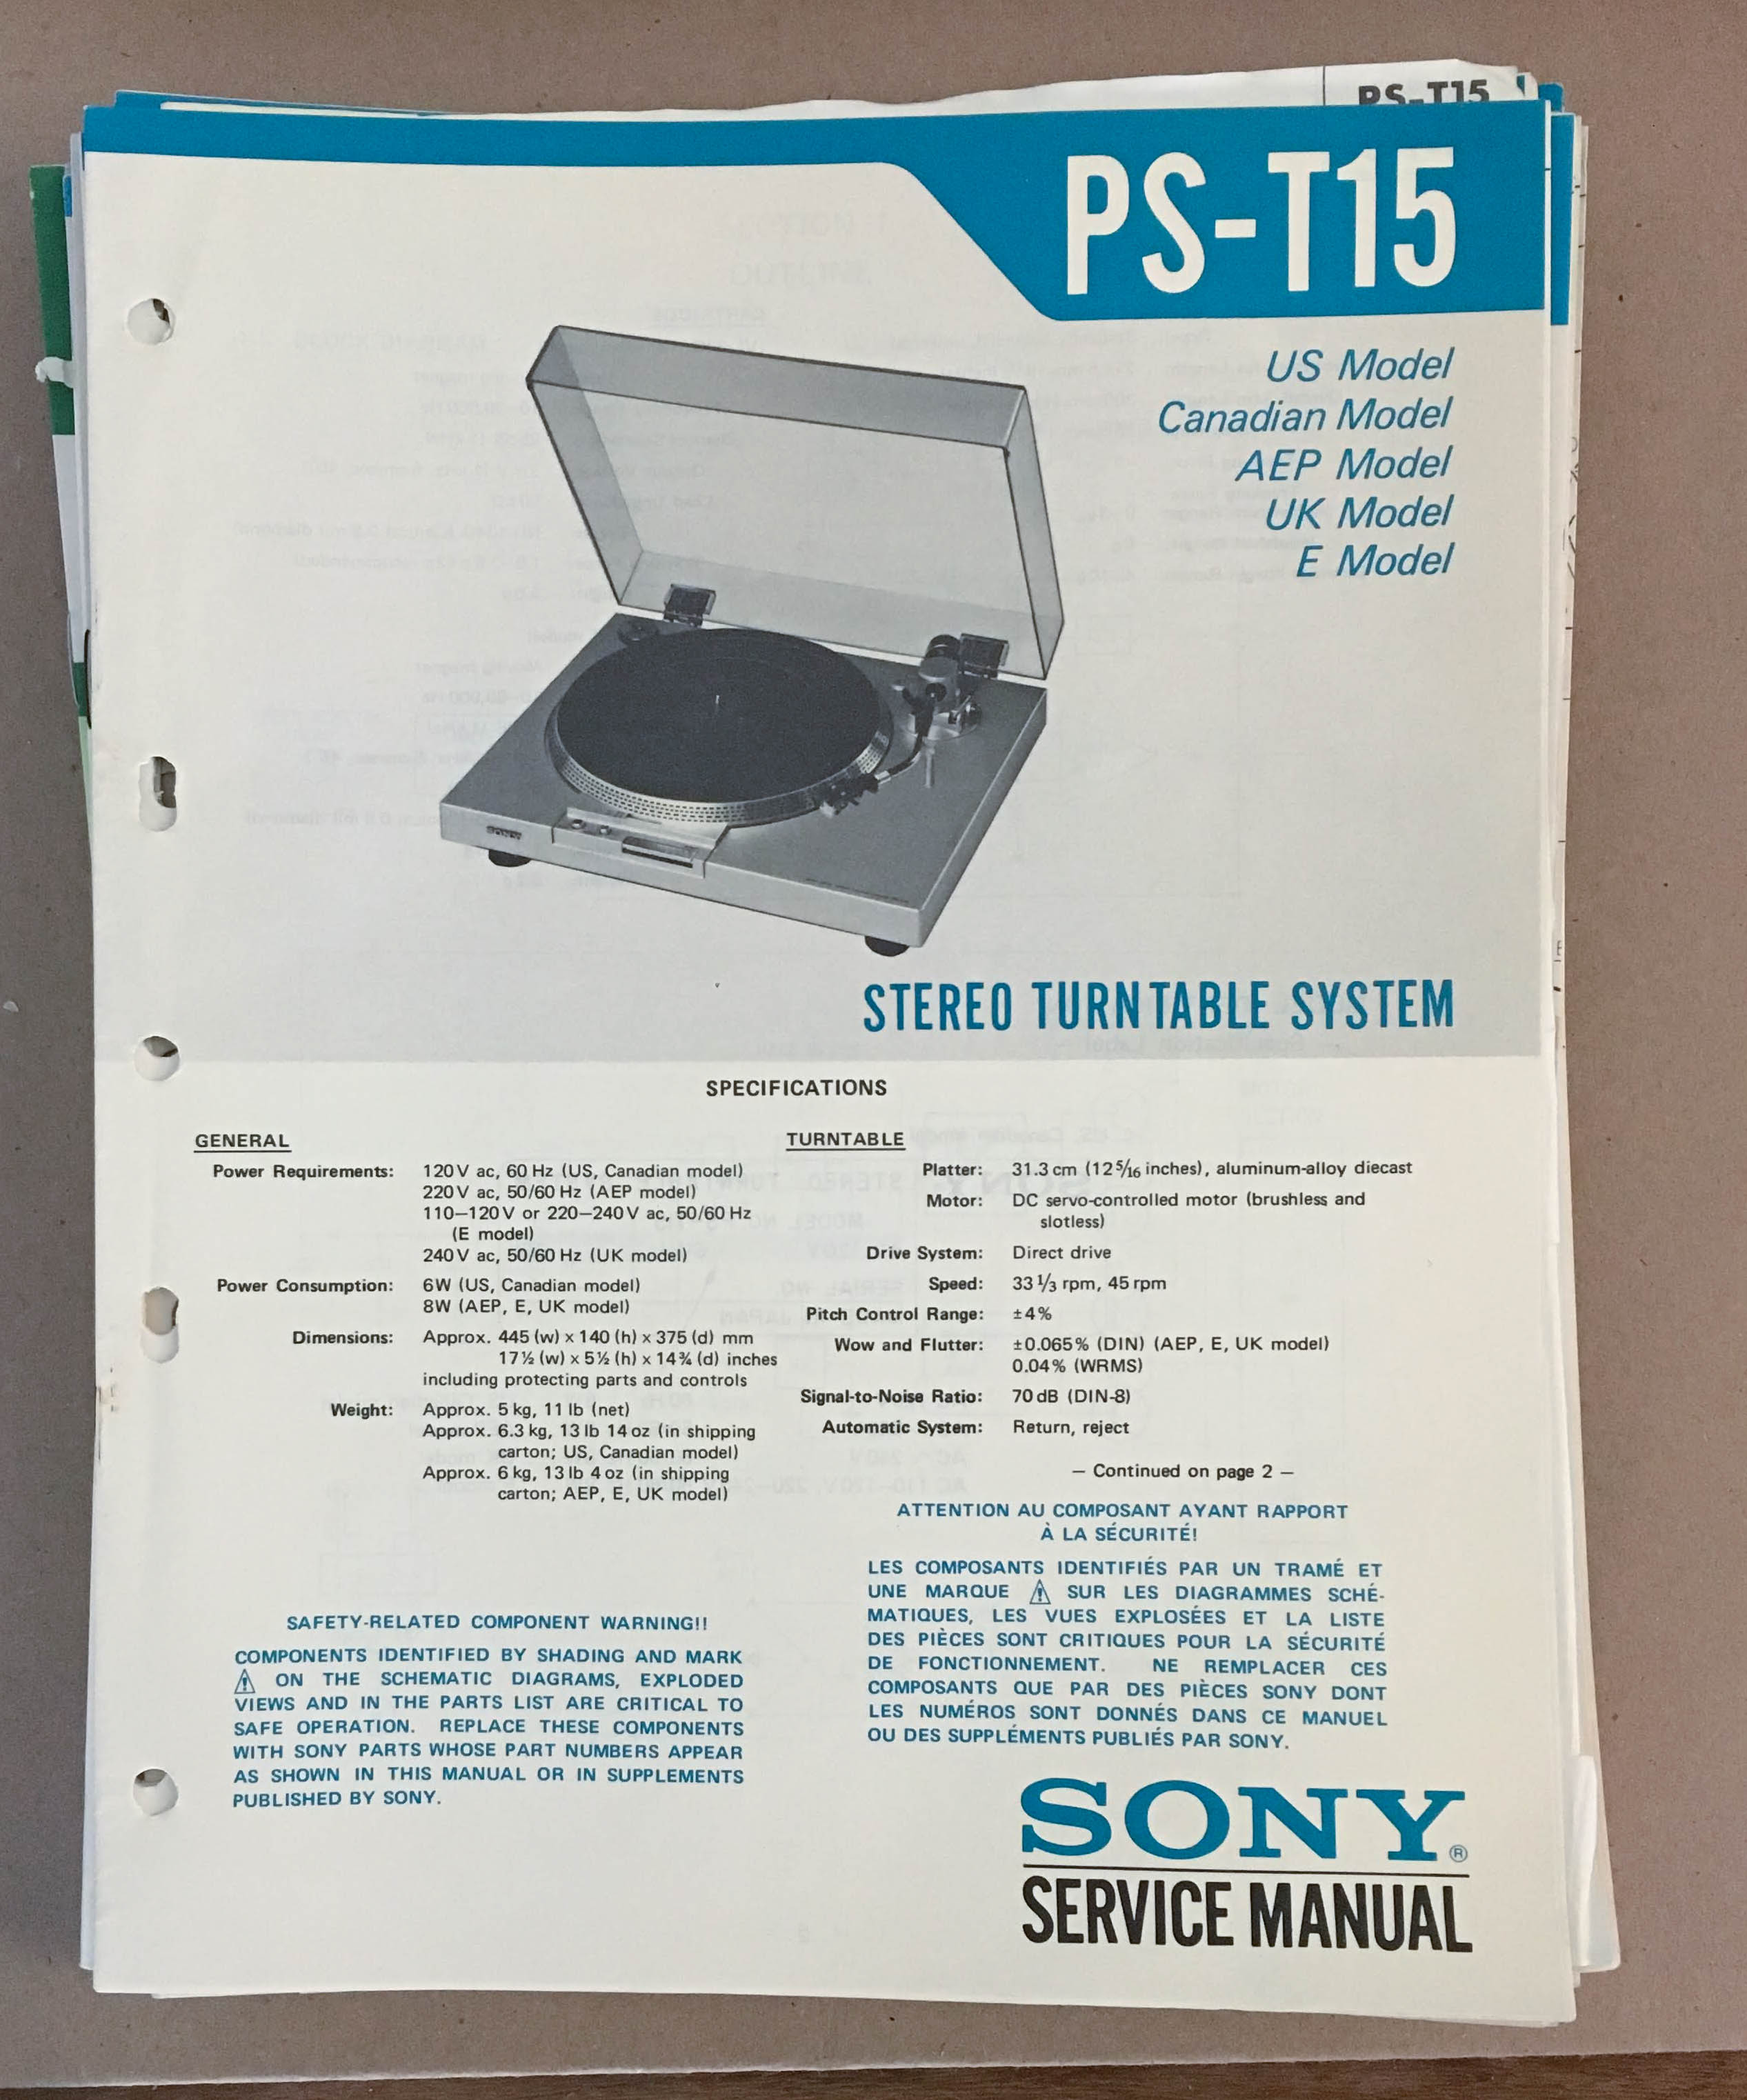 PS-T15
PS-T15
US Model
Canadian Model
AEP Model
UK Model
E Model
SONY
STEREO TURNTABLE SYSTEM
SPECIFICATIONS
GENERAL
Power Requirements: 120 V ac, 60 Hz (US, Canadian model)
220 V ac, 50/60 Hz (AEP model)
110–120 V or 220–240 V ac, 50/60 Hz
(E model)
240 V ac, 50/60 Hz (UK model)
Power Consumption: 6W (US, Canadian model)
8W (AEP, E, UK model)
Dimensions: Approx. 445 (w) x 140 (h) x 375 (d) mm
17½ (w) x 5½ (h) x 14¾ (d) inches
including protecting parts and controls
Weight: Approx. 5 kg, 11 lb (net)
Approx. 6.3 kg, 13 lb 14 oz (in shipping
carton; US, Canadian model)
Approx. 6 kg, 13 lb 4 oz (in shipping
carton; AEP, E, UK model)
TURNTABLE
Platter: 31.3 cm (12 5/16 inches), aluminum-alloy diecast
Motor: DC servo-controlled motor (brushless and
slotless)
Drive System: Direct drive
Speed: 33 1/3 rpm, 45 rpm
Pitch Control Range: ±4%
Wow and Flutter: ±0.065% (DIN) (AEP, E, UK model)
0.04% (WRMS)
Signal-to-Noise Ratio: 70 dB (DIN-8)
Automatic System: Return, reject
— Continued on page 2 —
SAFETY-RELATED COMPONENT WARNING!!
COMPONENTS IDENTIFIED BY SHADING AND MARK
⚠ ON THE SCHEMATIC DIAGRAMS, EXPLODED
VIEWS AND IN THE PARTS LIST ARE CRITICAL TO
SAFE OPERATION. REPLACE THESE COMPONENTS
WITH SONY PARTS WHOSE PART NUMBERS APPEAR
AS SHOWN IN THIS MANUAL OR IN SUPPLEMENTS
PUBLISHED BY SONY.
ATTENTION AU COMPOSANT AYANT RAPPORT
À LA SÉCURITÉ!
LES COMPOSANTS IDENTIFIÉS PAR UN TRAMÉ ET
UNE MARQUE ⚠ SUR LES DIAGRAMMES SCHÉ-
MATIQUES, LES VUES EXPLOSÉES ET LA LISTE
DES PIÈCES SONT CRITIQUES POUR LA SÉCURITÉ
DE FONCTIONNEMENT. NE REMPLACER CES
COMPOSANTS QUE PAR DES PIÈCES SONY DONT
LES NUMÉROS SONT DONNÉS DANS CE MANUEL
OU DES SUPPLÉMENTS PUBLIÉS PAR SONY.
SONY®
SERVICE MANUAL